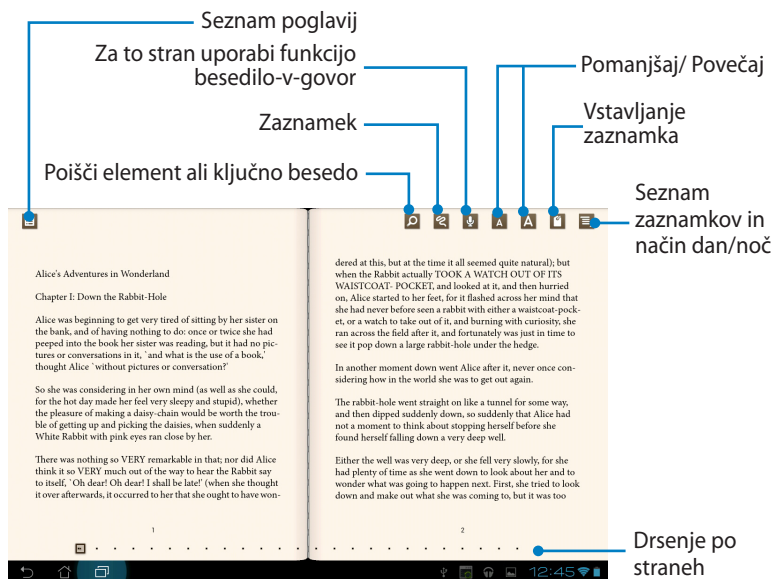 Seznam poglavij
Za to stran uporabi funkcijo
besedilo-v-govor
Zaznamek
Poišči element ali ključno besedo
Pomanjšaj/ Povečaj
Vstavljanje
zaznamka
Seznam
zaznamkov in
način dan/noč
A
A
Alice's Adventures in Wonderland
Chapter I: Down the Rabbit-Hole
Alice was beginning to get very tired of sitting by her sister on
the bank, and of having nothing to do: once or twice she had
peeped into the book her sister was reading, but it had no pic-
tures or conversations in it, `and what is the use of a book,'
thought Alice `without pictures or conversation?'
So she was considering in her own mind (as well as she could,
for the hot day made her feel very sleepy and stupid), whether
the pleasure of making a daisy-chain would be worth the trou-
ble of getting up and picking the daisies, when suddenly a
White Rabbit with pink eyes ran close by her.
There was nothing so VERY remarkable in that; nor did Alice
think it so VERY much out of the way to hear the Rabbit say
to itself, `Oh dear! Oh dear! I shall be late!' (when she thought
it over afterwards, it occurred to her that she ought to have won-
1
dered at this, but at the time it all seemed quite natural); but
when the Rabbit actually TOOK A WATCH OUT OF ITS
WAISTCOAT- POCKET, and looked at it, and then hurried
on, Alice started to her feet, for it flashed across her mind that
she had never before seen a rabbit with either a waistcoat-pock-
et, or a watch to take out of it, and burning with curiosity, she
ran across the field after it, and fortunately was just in time to
see it pop down a large rabbit-hole under the hedge.
In another moment down went Alice after it, never once con-
sidering how in the world she was to get out again.
The rabbit-hole went straight on like a tunnel for some way,
and then dipped suddenly down, so suddenly that Alice had
not a moment to think about stopping herself before she
found herself falling down a very deep well.
Either the well was very deep, or she fell very slowly, for she
had plenty of time as she went down to look about her and to
wonder what was going to happen next. First, she tried to look
down and make out what she was coming to, but it was too
2
Drsenje po
straneh
12:45